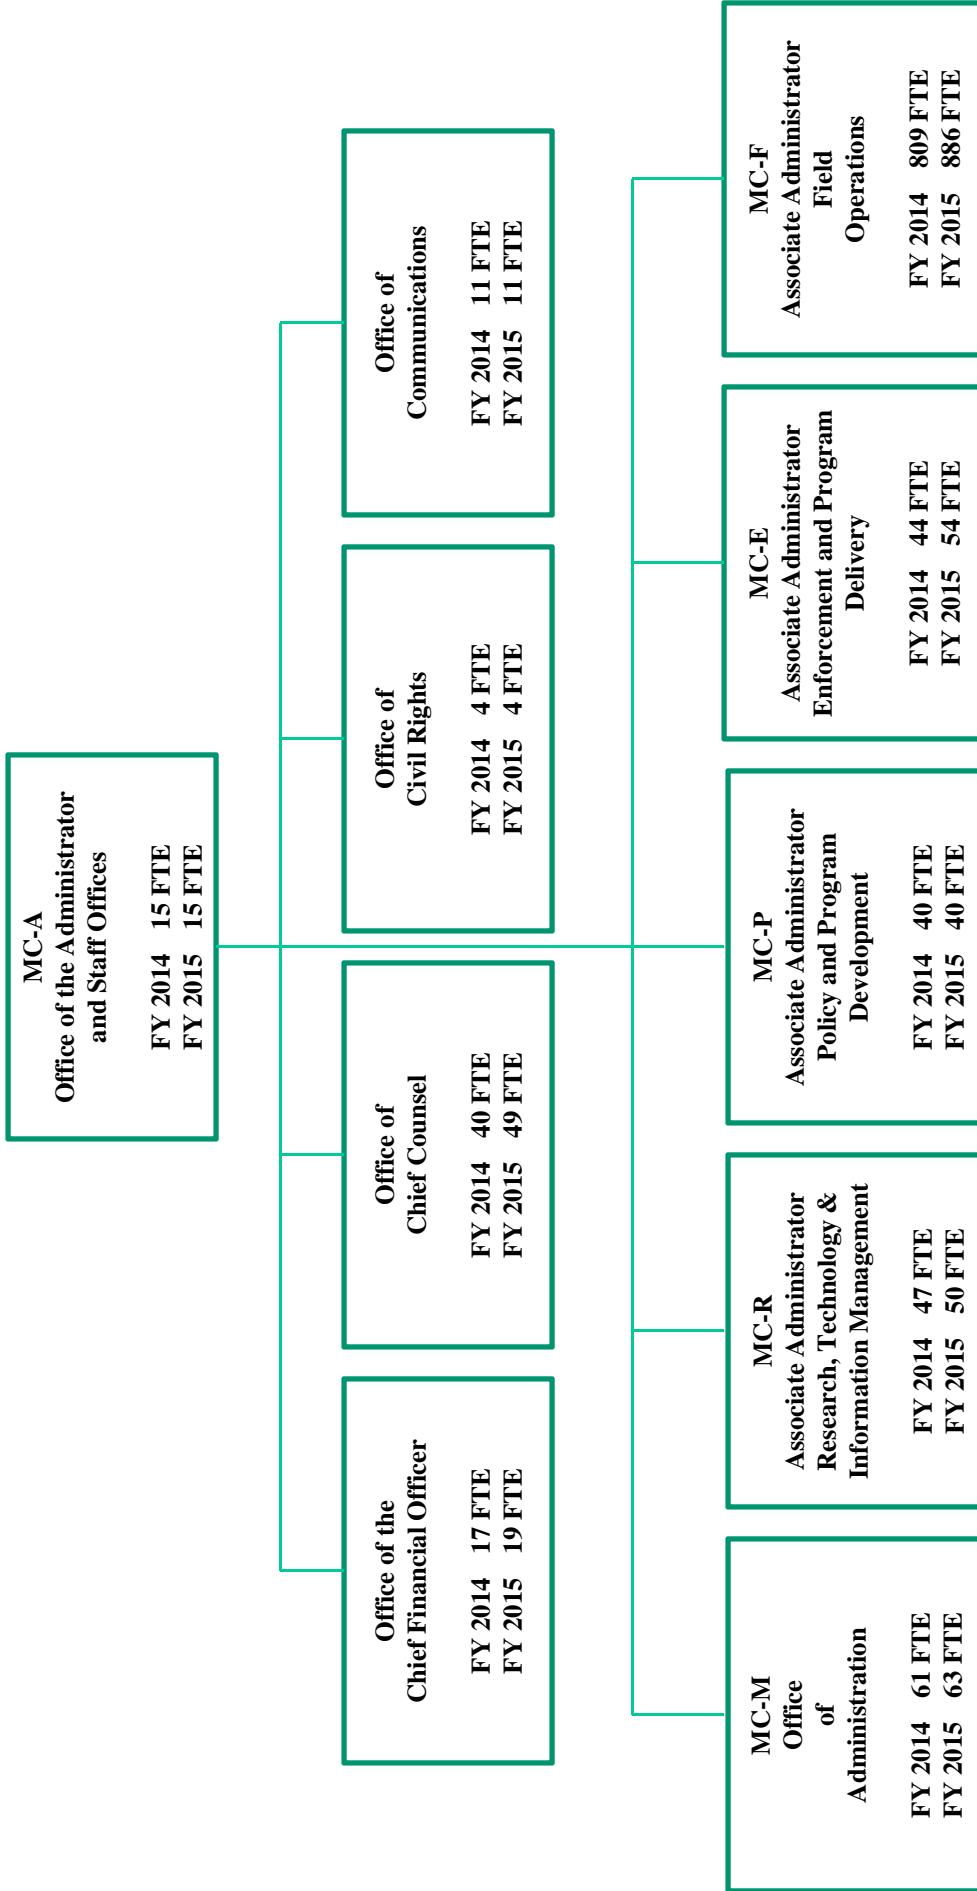 MC-A
Office of the Administrator
and Staff Offices
FY 2014 15 FTE
FY 2015 15 FTE
Office of the
Chief Financial Officer
FY 2014 17 FTE
FY 2015 19 FTE
Office of
Chief Counsel
FY 2014 40 FTE
FY 2015 49 FTE
Office of
Civil Rights
FY 2014 4 FTE
FY 2015 4 FTE
Office of
Communications
FY 2014 11 FTE
FY 2015 11 FTE
MC-M
Office
of
Administration
FY 2014 61 FTE
FY 2015 63 FTE
MC-R
Associate Administrator
Research, Technology &
Information Management
FY 2014 47 FTE
FY 2015 50 FTE
MC-P
Associate Administrator
Policy and Program
Development
FY 2014 40 FTE
FY 2015 40 FTE
MC-E
Associate Administrator
Enforcement and Program
Delivery
FY 2014 44 FTE
FY 2015 54 FTE
MC-F
Associate Administrator
Field
Operations
FY 2014 809 FTE
FY 2015 886 FTE